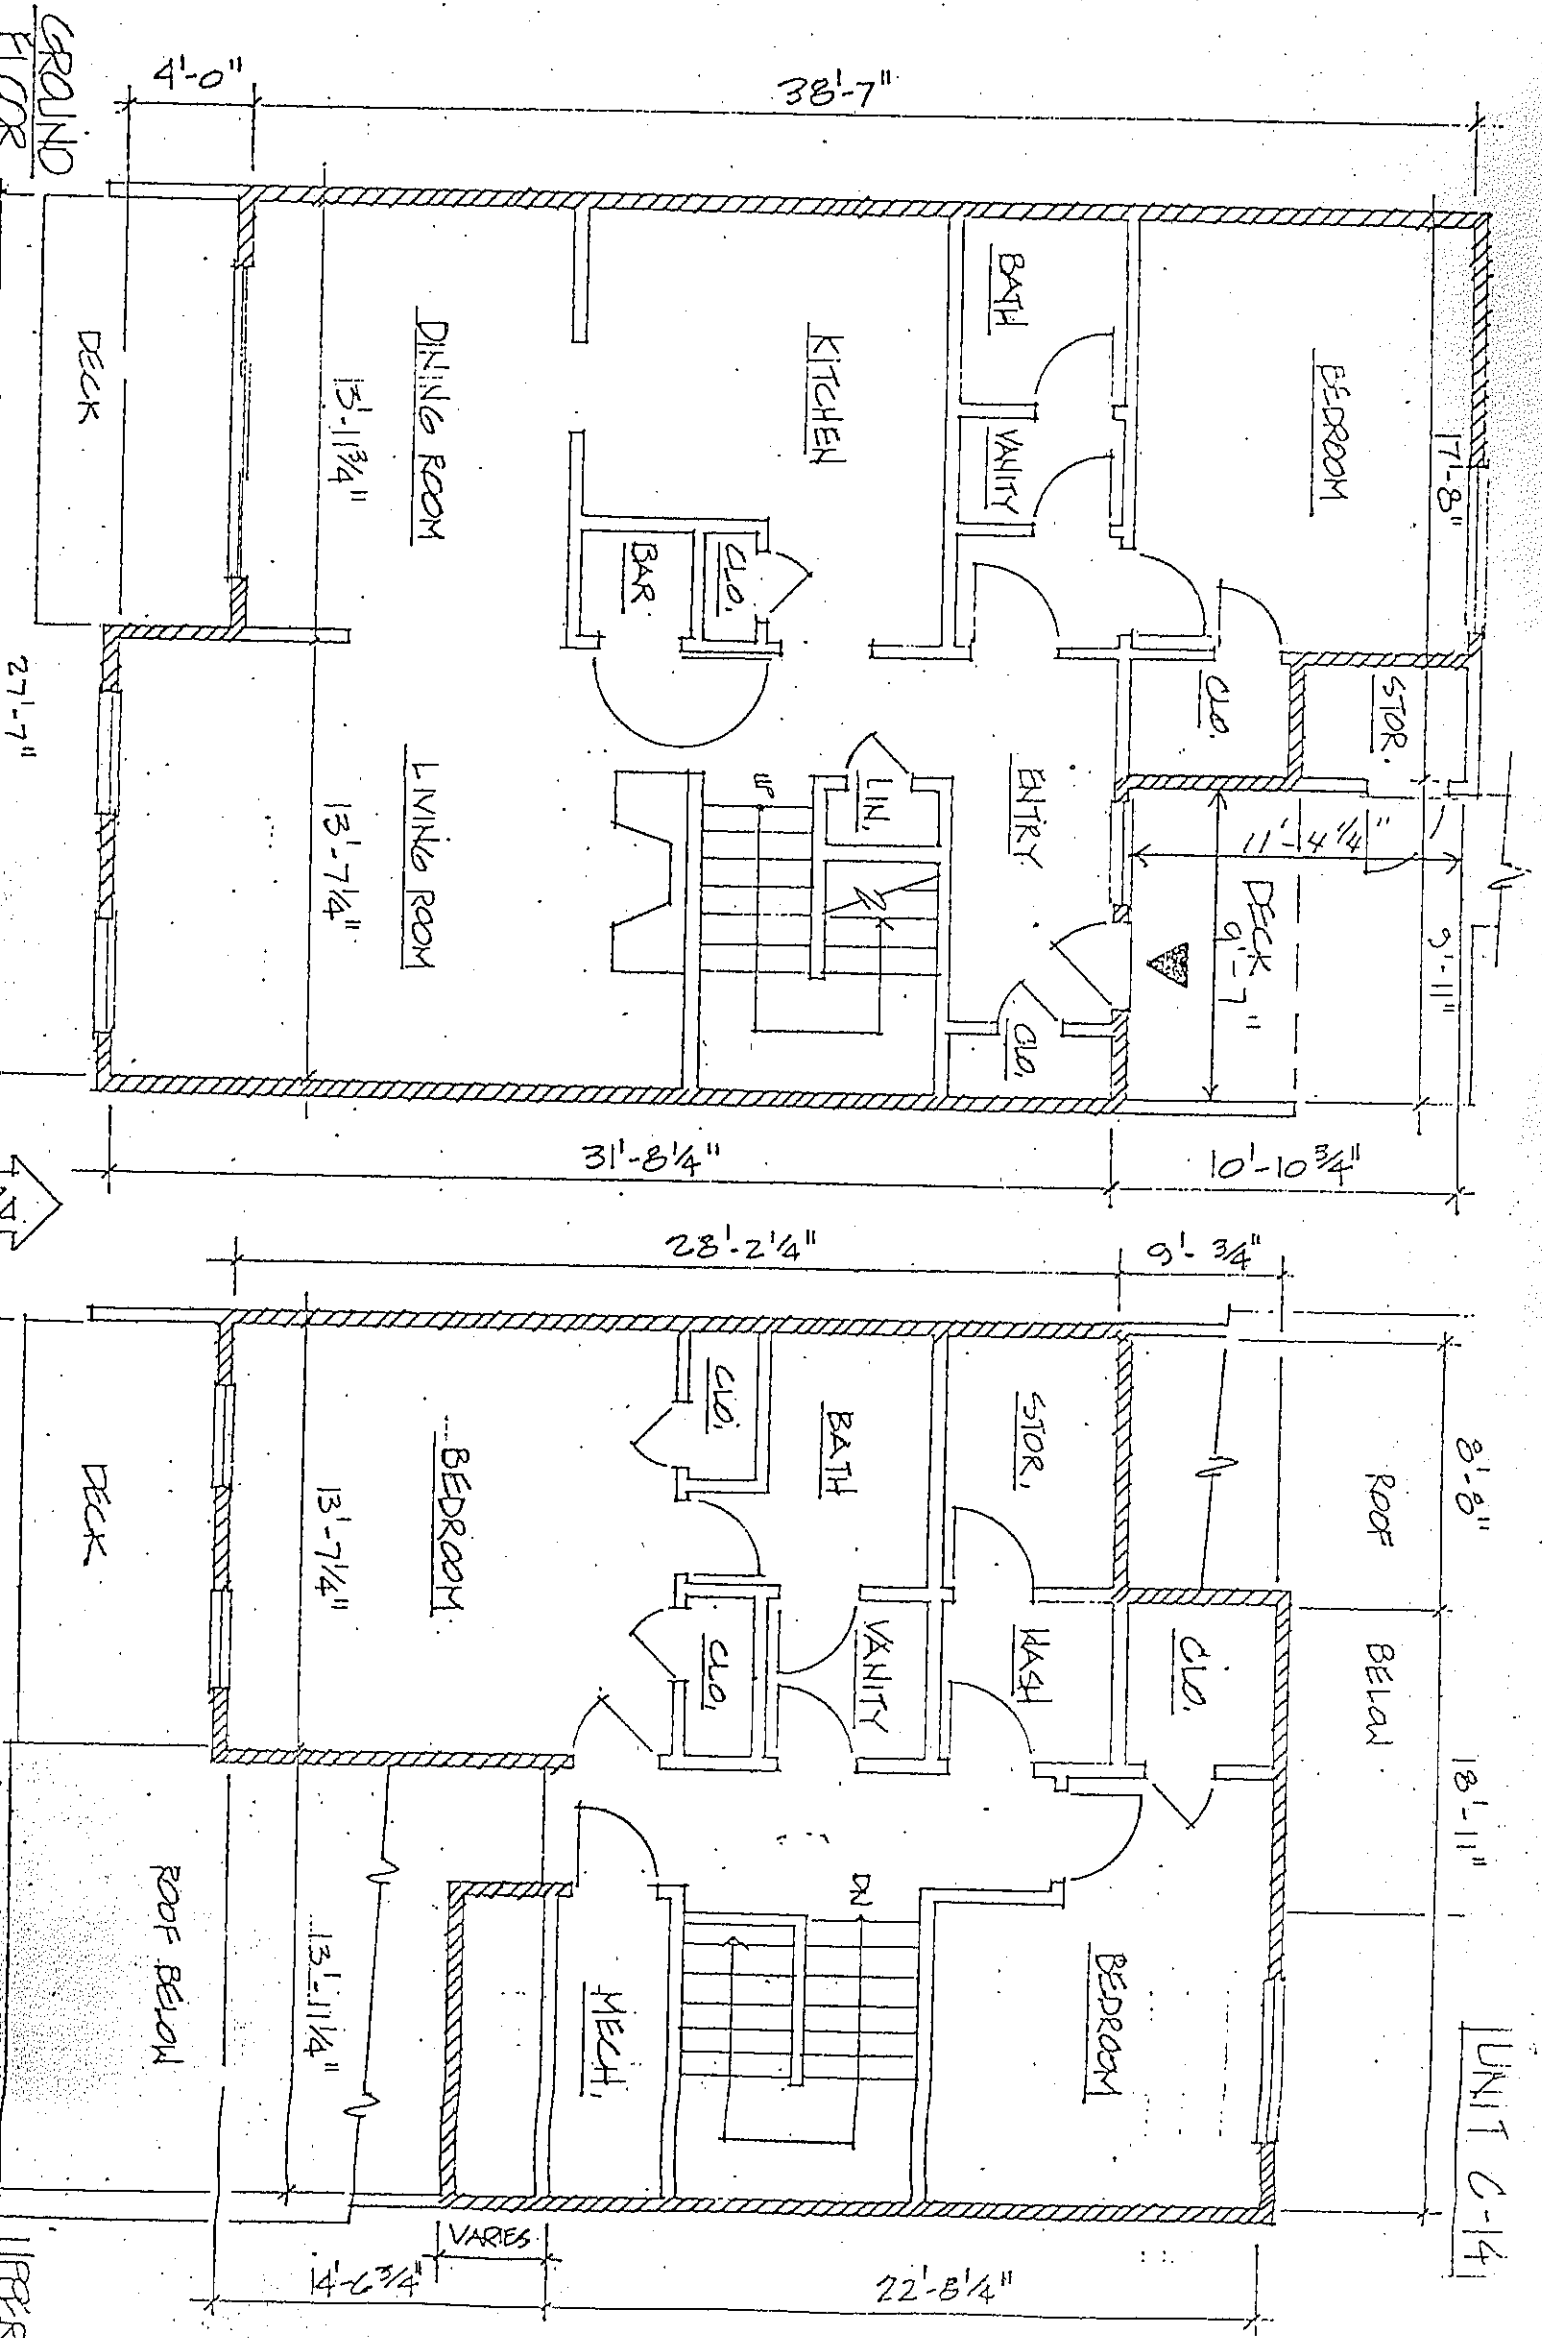 UNIT C-14
38'-7"
4'-0"
17'-8"
9'-11"
BEDROOM
STOR.
CLO.
11'-4 1/4"
DECK
9'-7"
BATH
VANITY
ENTRY
CLO.
KITCHEN
LIN.
CLO.
BAR
UP
DINING ROOM
LIVING ROOM
13'-11 3/4"
13'-7 1/4"
DECK
27'-7"
31'-8 1/4"
10'-10 3/4"
GROUND
FLOOR
28'-2 1/4"
9'- 3/4"
8'-8"
18'-11"
ROOF BELOW
CLO.
BEDROOM
STOR.
WASH
BATH
VANITY
DN
CLO.
CLO.
MECH.
BEDROOM
13'-7 1/4"
13'-11 1/4"
DECK
ROOF BELOW
VARIES
14'-6 3/4"
22'-8 1/4"
UPPER